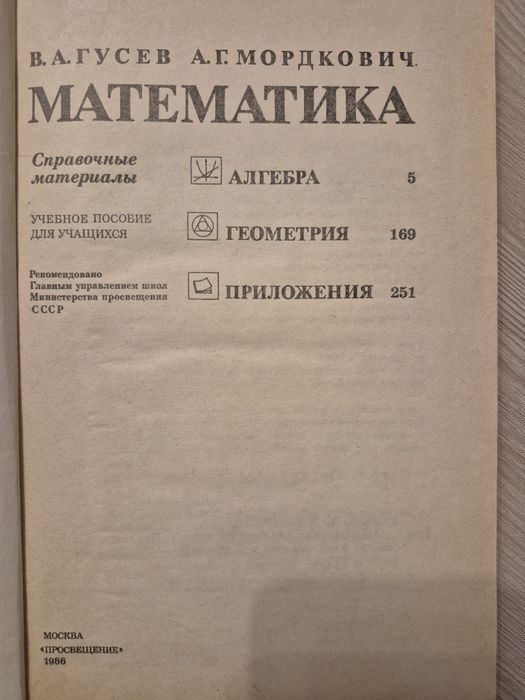 В. А. ГУСЕВ А. Г. МОРДКОВИЧ
МАТЕМАТИКА
Справочные
материалы
АЛГЕБРА 5
УЧЕБНОЕ ПОСОБИЕ
ДЛЯ УЧАЩИХСЯ
ГЕОМЕТРИЯ 169
Рекомендовано
Главным управлением школ
Министерства просвещения
СССР
ПРИЛОЖЕНИЯ 251
МОСКВА
«ПРОСВЕЩЕНИЕ»
1986